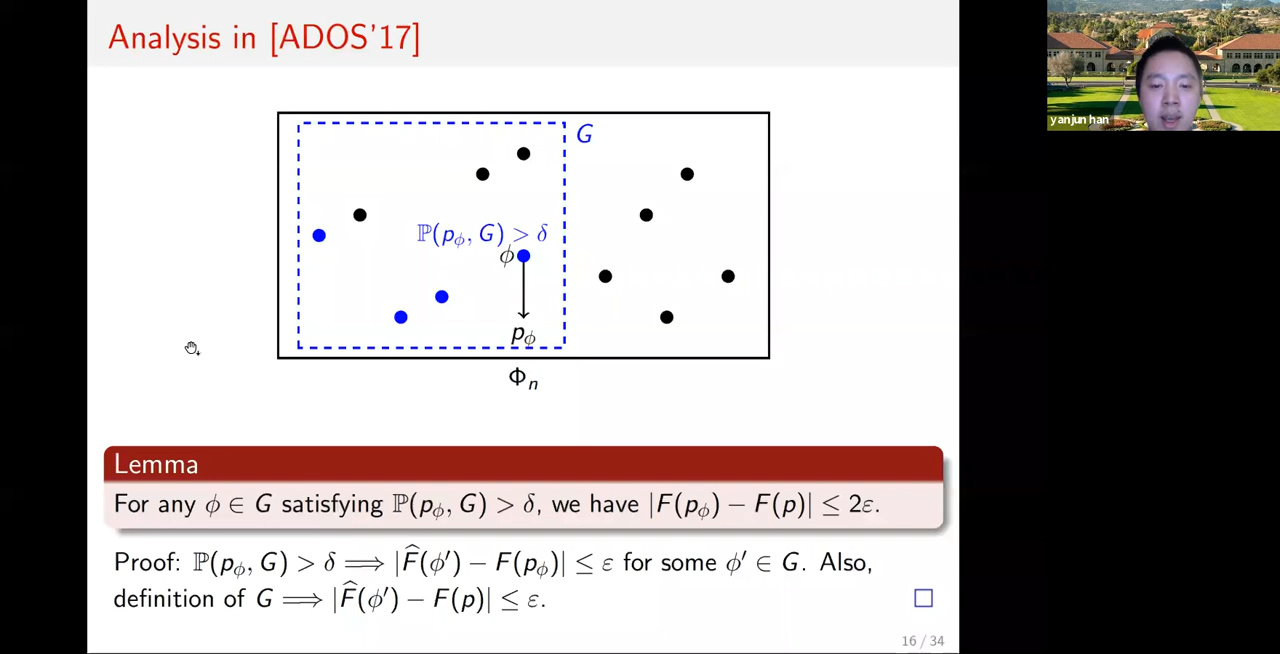 Analysis in [ADOS'17]
yanjun han
G
ℙ(p_ϕ, G) > δ
ϕ
p_ϕ
Φ_n
Lemma
For any ϕ ∈ G satisfying ℙ(p_ϕ, G) > δ, we have |F(p_ϕ) − F(p)| ≤ 2ε.
Proof: ℙ(p_ϕ, G) > δ ⟹ |F̂(ϕ′) − F(p_ϕ)| ≤ ε for some ϕ′ ∈ G. Also,
definition of G ⟹ |F̂(ϕ′) − F(p)| ≤ ε.
16 / 34